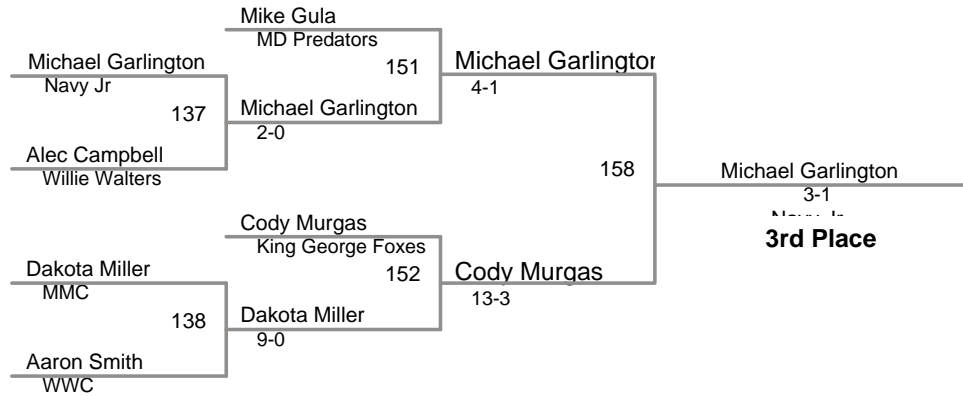 Mike Gula
MD Predators
Michael Garlington
Navy Jr
151
Michael Garlington
4-1
137
Michael Garlington
2-0
Alec Campbell
Willie Walters
158
Michael Garlington
3-1
Navy Jr
3rd Place
Cody Murgas
King George Foxes
Dakota Miller
MMC
152
Cody Murgas
13-3
138
Dakota Miller
9-0
Aaron Smith
WWC